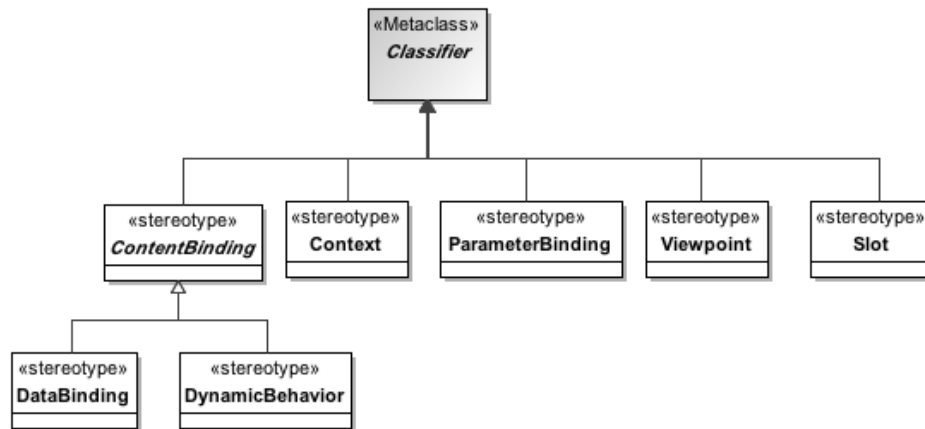 «Metaclass»
Classifier
«stereotype»
ContentBinding
«stereotype»
Context
«stereotype»
ParameterBinding
«stereotype»
Viewpoint
«stereotype»
Slot
«stereotype»
DataBinding
«stereotype»
DynamicBehavior